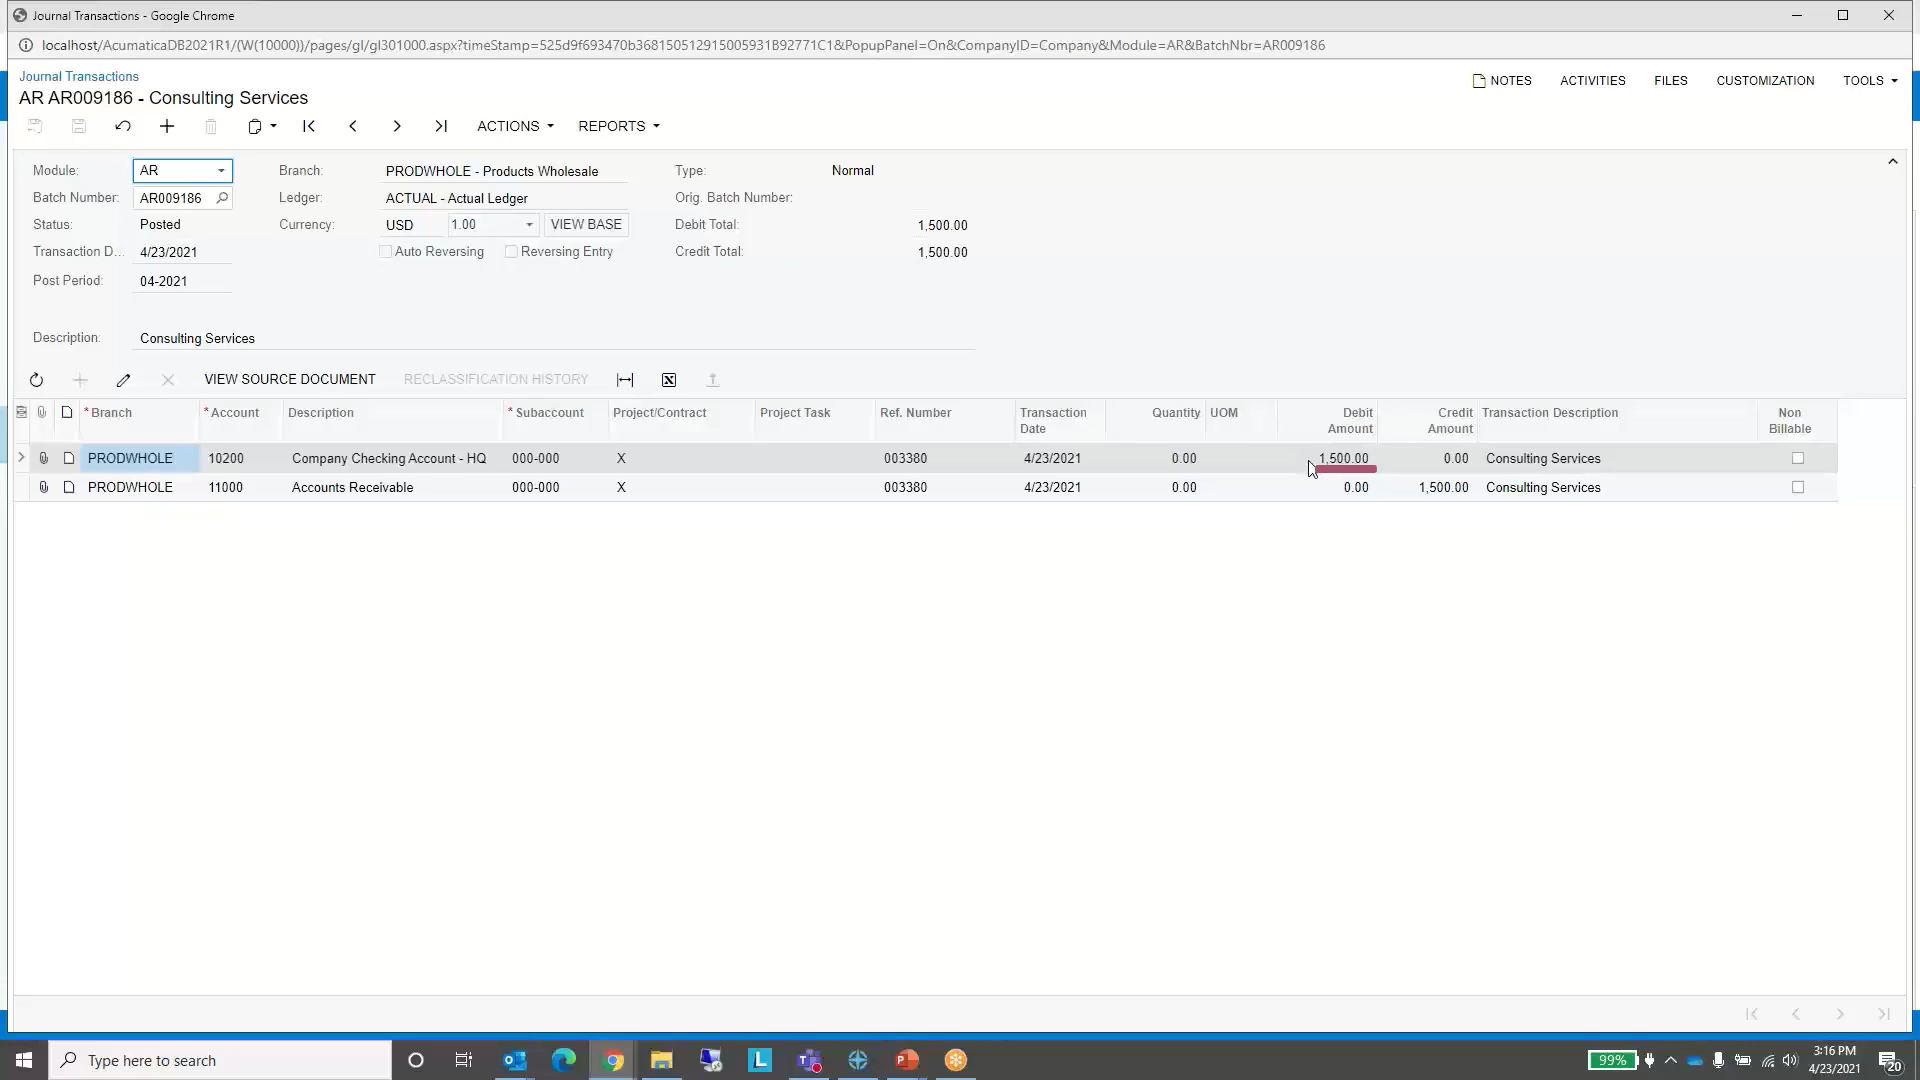 Journal Transactions - Google Chrome
localhost/AcumaticaDB2021R1/(W(10000))/pages/gl/gl301000.aspx?timeStamp=525d9f693470b368150512915005931B92771C1&PopupPanel=On&CompanyID=Company&Module=AR&BatchNbr=AR009186
Journal Transactions
NOTES ACTIVITIES FILES CUSTOMIZATION TOOLS
AR AR009186 - Consulting Services
ACTIONS REPORTS
Module: AR Branch: PRODWHOLE - Products Wholesale Type: Normal
Batch Number: AR009186 Ledger: ACTUAL - Actual Ledger Orig. Batch Number:
Status: Posted Currency: USD 1.00 VIEW BASE Debit Total: 1,500.00
Transaction D... 4/23/2021 Auto Reversing Reversing Entry Credit Total: 1,500.00
Post Period: 04-2021
Description: Consulting Services
VIEW SOURCE DOCUMENT RECLASSIFICATION HISTORY
* Branch * Account Description * Subaccount Project/Contract Project Task Ref. Number Transaction Date Quantity UOM Debit Amount Credit Amount Transaction Description Non Billable
PRODWHOLE 10200 Company Checking Account - HQ 000-000 X 003380 4/23/2021 0.00 1,500.00 0.00 Consulting Services
PRODWHOLE 11000 Accounts Receivable 000-000 X 003380 4/23/2021 0.00 0.00 1,500.00 Consulting Services
Type here to search
99%
3:16 PM
4/23/2021
20